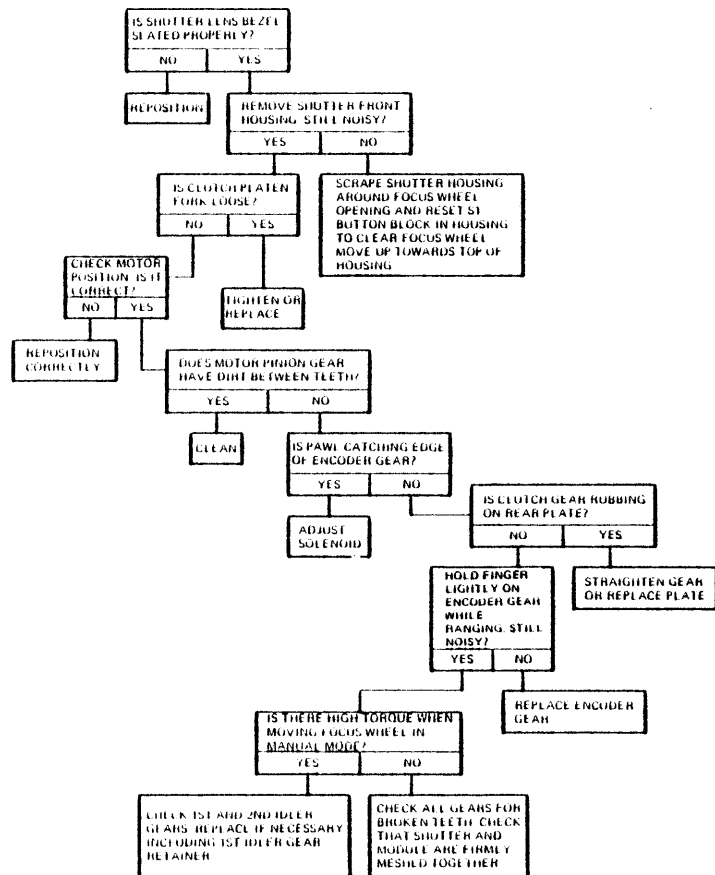 IS SHUTTER LENS BEZEL
SEATED PROPERLY?
NO YES
REPOSITION
REMOVE SHUTTER FRONT
HOUSING. STILL NOISY?
YES NO
IS CLUTCH PLATEN
FORK LOOSE?
NO YES
SCRAPE SHUTTER HOUSING
AROUND FOCUS WHEEL
OPENING AND RESET S1
BUTTON BLOCK IN HOUSING
TO CLEAR FOCUS WHEEL
MOVE UP TOWARDS TOP OF
HOUSING
CHECK MOTOR
POSITION. IS IT
CORRECT?
NO YES
TIGHTEN OR
REPLACE
REPOSITION
CORRECTLY
DOES MOTOR PINION GEAR
HAVE DIRT BETWEEN TEETH?
YES NO
CLEAN
IS PAWL CATCHING EDGE
OF ENCODER GEAR?
YES NO
ADJUST
SOLENOID
IS CLUTCH GEAR RUBBING
ON REAR PLATE?
NO YES
HOLD FINGER
LIGHTLY ON
ENCODER GEAR
WHILE
RANGING. STILL
NOISY?
YES NO
STRAIGHTEN GEAR
OR REPLACE PLATE
REPLACE ENCODER
GEAR
IS THERE HIGH TORQUE WHEN
MOVING FOCUS WHEEL IN
MANUAL MODE?
YES NO
CHECK 1ST AND 2ND IDLER
GEARS. REPLACE IF NECESSARY
INCLUDING 1ST IDLER GEAR
RETAINER
CHECK ALL GEARS FOR
BROKEN TEETH. CHECK
THAT SHUTTER AND
MODULE ARE FIRMLY
MESHED TOGETHER